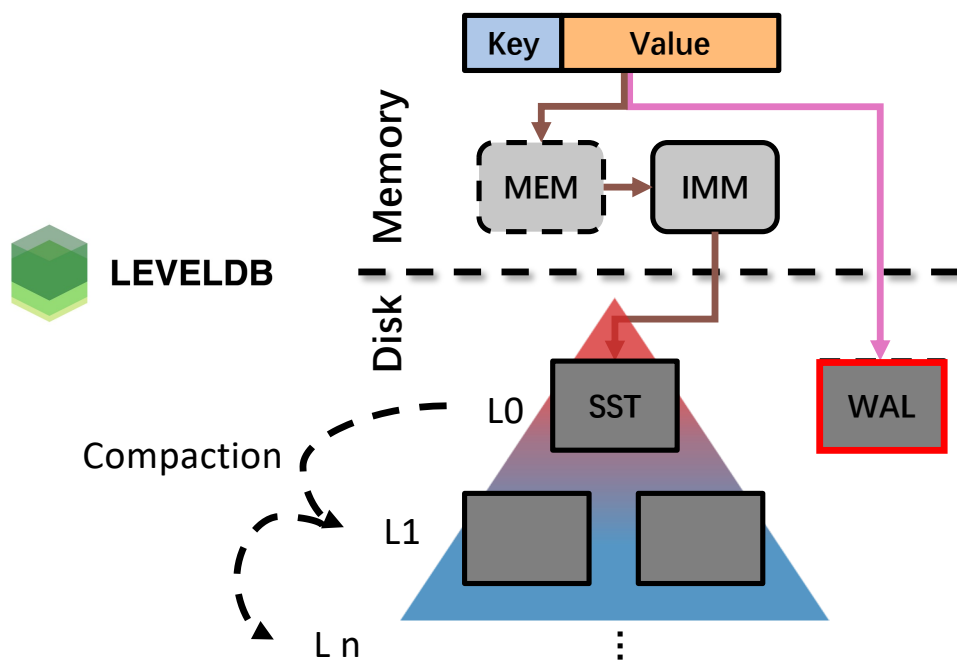 Key Value
Memory
MEM IMM
LEVELDB
Disk
L0 SST WAL
Compaction
L1
L n
⋮